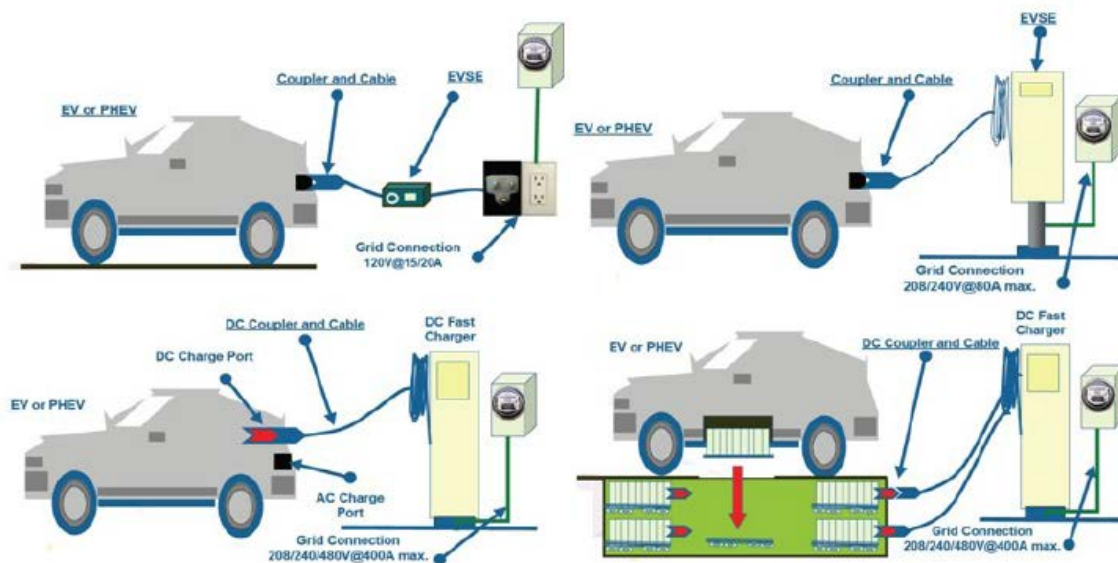 EV or PHEV
Coupler and Cable
EVSE
Grid Connection
120V@15/20A
EV or PHEV
Coupler and Cable
EVSE
Grid Connection
208/240V@80A max.
EV or PHEV
DC Charge Port
DC Coupler and Cable
DC Fast
Charger
AC Charge
Port
Grid Connection
208/240/480V@400A max.
EV or PHEV
DC Coupler and Cable
DC Fast
Charger
Grid Connection
208/240/480V@400A max.